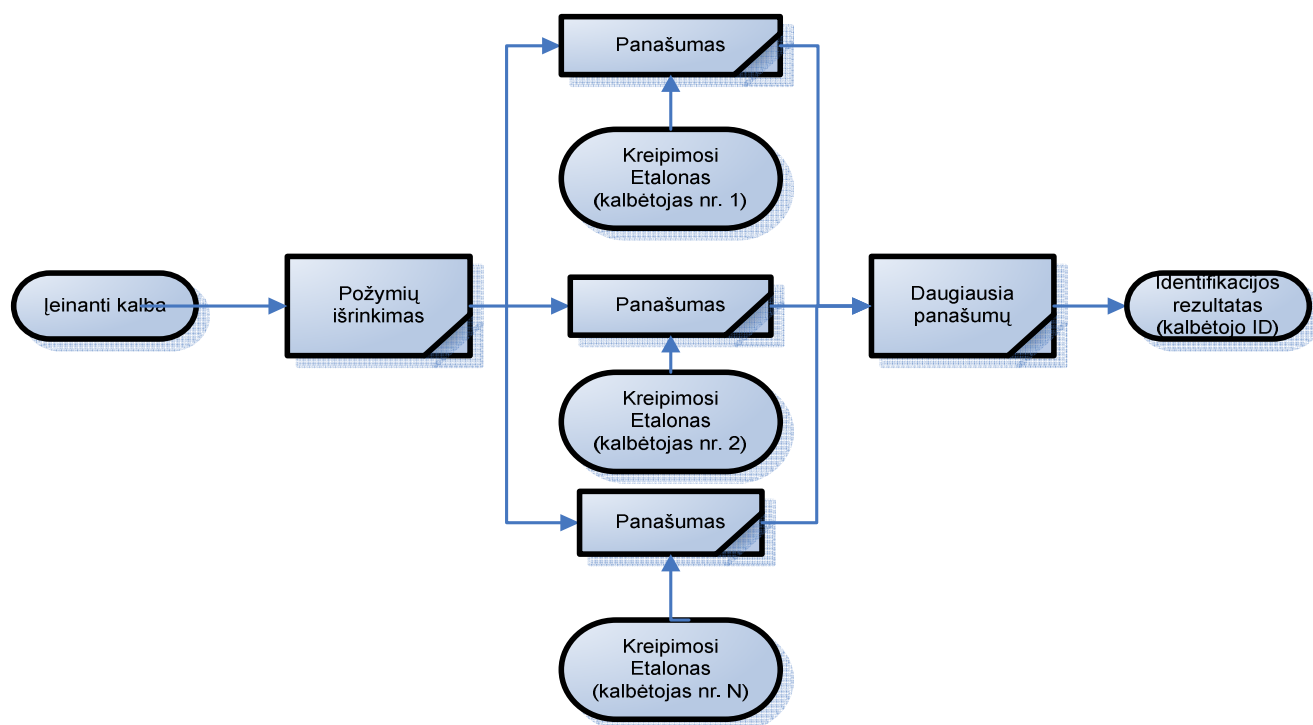 Panašumas
Kreipimosi
Etalonas
(kalbėtojas nr. 1)
Įeinanti kalba
Požymių
išrinkimas
Panašumas
Daugiausia
panašumų
Identifikacijos
rezultatas
(kalbėtojo ID)
Kreipimosi
Etalonas
(kalbėtojas nr. 2)
Panašumas
Kreipimosi
Etalonas
(kalbėtojas nr. N)